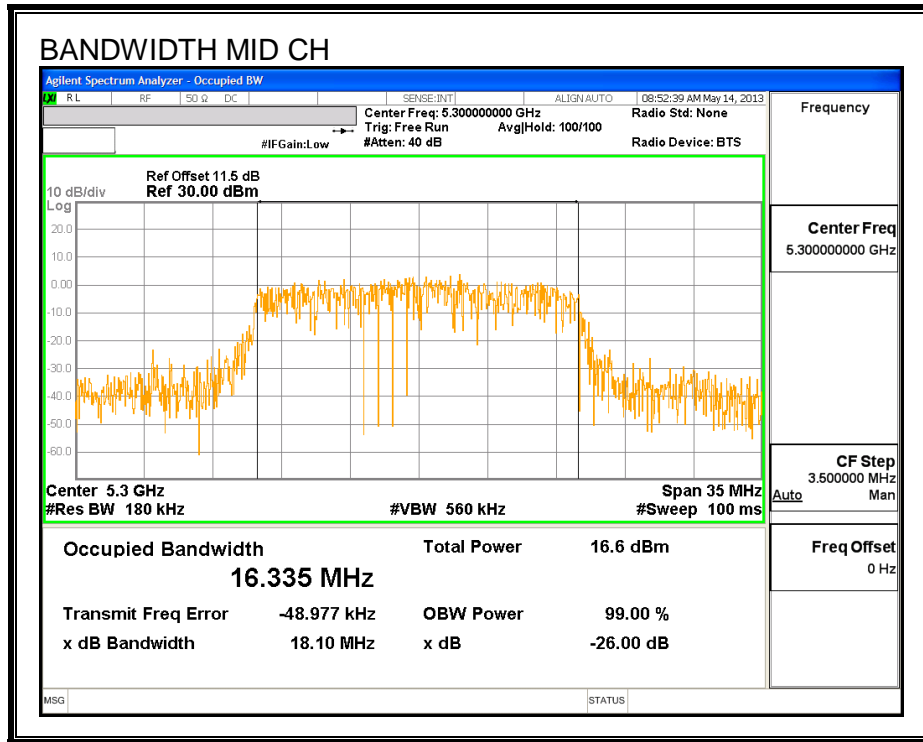 BANDWIDTH MID CH
Agilent Spectrum Analyzer - Occupied BW
LXI RL RF 50 Ω DC SENSE:INT ALIGN AUTO 08:52:39 AM May 14, 2013
Center Freq: 5.300000000 GHz Radio Std: None
Trig: Free Run Avg|Hold: 100/100
#IFGain:Low #Atten: 40 dB Radio Device: BTS
Frequency
Ref Offset 11.5 dB
10 dB/div Ref 30.00 dBm
Log
20.0
10.0
0.00
-10.0
-20.0
-30.0
-40.0
-50.0
-60.0
Center 5.3 GHz Span 35 MHz
#Res BW 180 kHz #VBW 560 kHz #Sweep 100 ms
Center Freq
5.300000000 GHz
CF Step
3.500000 MHz
Auto Man
Freq Offset
0 Hz
Occupied Bandwidth Total Power 16.6 dBm
16.335 MHz
Transmit Freq Error -48.977 kHz OBW Power 99.00 %
x dB Bandwidth 18.10 MHz x dB -26.00 dB
MSG STATUS